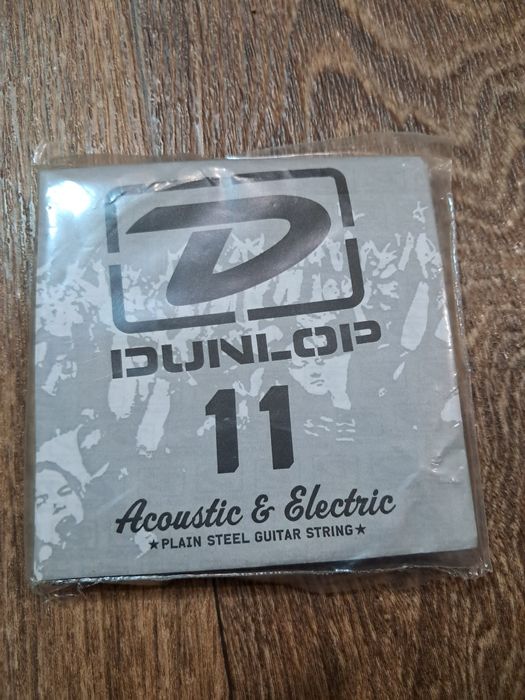 D
DUNLOP
11
Acoustic & Electric
★PLAIN STEEL GUITAR STRING★